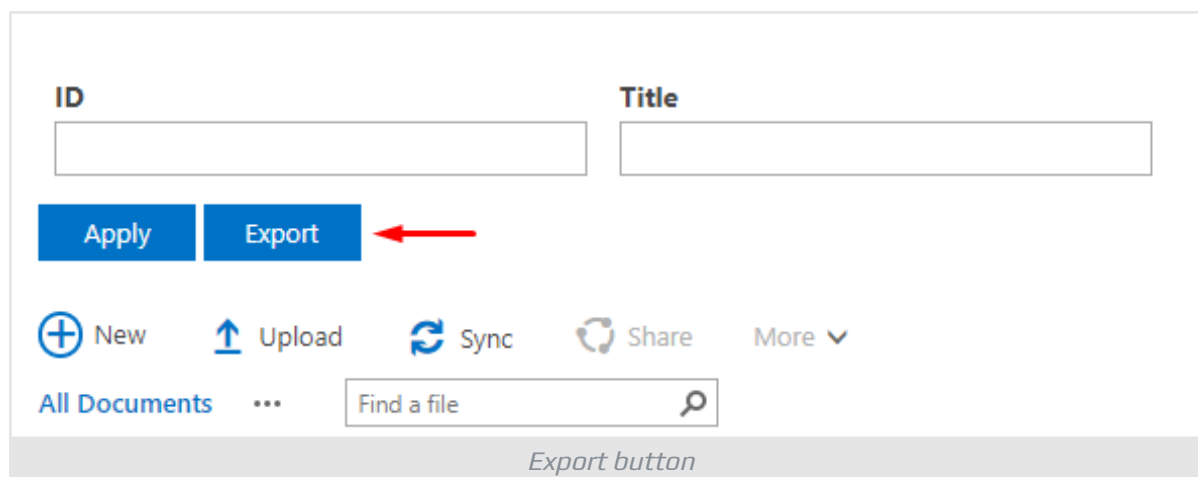 ID Title
Apply Export
New Upload Sync Share More
All Documents ... Find a file
Export button